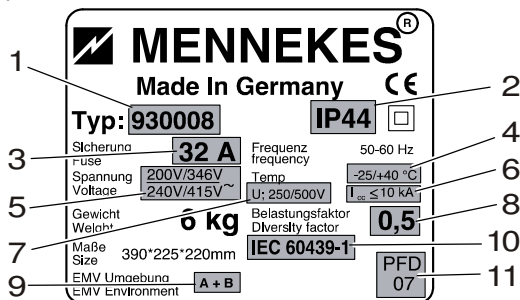 MENNEKES®
Made In Germany CE
1 2
Typ: 930008 IP44
3 Sicherung 32 A Frequenz 50-60 Hz 4
Fuse frequency
Spannung 200V/346V Temp -25/+40 °C
5 Voltage 240V/415V~ U; 250/500V Icc ≤10 kA 6
Gewicht 6 kg Belastungsfaktor 0,5 8
Weight Diversity factor
7
Maße 390*225*220mm IEC 60439-1 10
Size
EMV Umgebung A + B PFD
9 EMV Environment 07 11